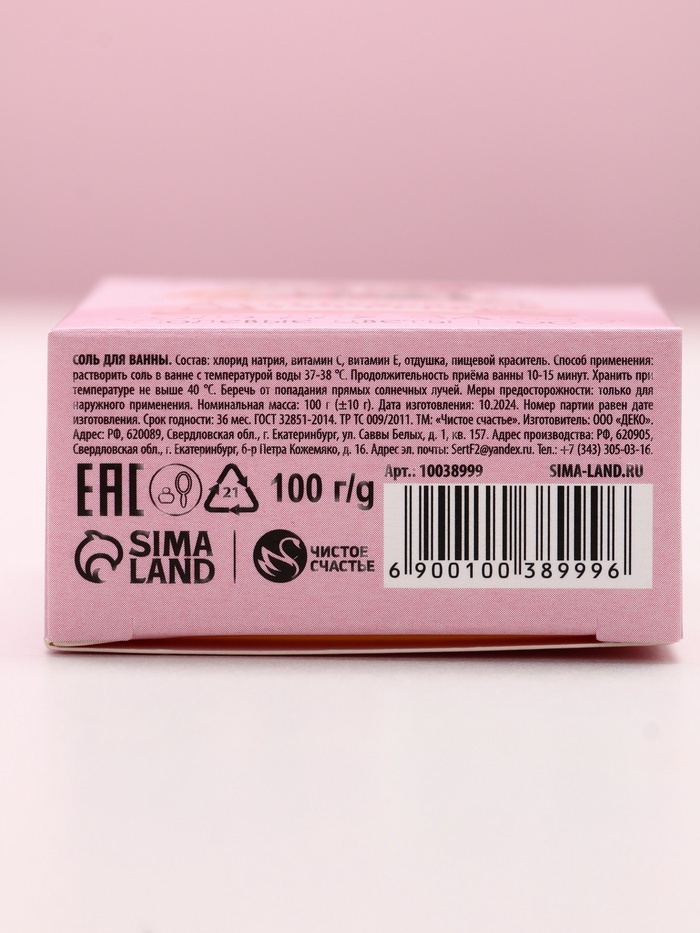 СОЛЬ ДЛЯ ВАННЫ. Состав: хлорид натрия, витамин С, витамин Е, отдушка, пищевой краситель. Способ применения:
растворить соль в ванне с температурой воды 37-38 °С. Продолжительность приёма ванны 10-15 минут. Хранить при
температуре не выше 40 °С. Беречь от попадания прямых солнечных лучей. Меры предосторожности: только для
наружного применения. Номинальная масса: 100 г (±10 г). Дата изготовления: 10.2024. Номер партии равен дате
изготовления. Срок годности: 36 мес. ГОСТ 32851-2014. ТР ТС 009/2011. ТМ: «Чистое счастье». Изготовитель: ООО «ДЕКО».
Адрес: РФ, 620089, Свердловская обл., г. Екатеринбург, ул. Саввы Белых, д. 1, кв. 157. Адрес производства: РФ, 620905,
Свердловская обл., г. Екатеринбург, б-р Петра Кожемяко, д. 16. Адрес эл. почты: SertF2@yandex.ru. Тел.: +7 (343) 305-03-16.
EAC 21 100 г/g
Арт.: 10038999 SIMA-LAND.RU
SIMA
LAND
ЧИСТОЕ
СЧАСТЬЕ
6 900100 389996